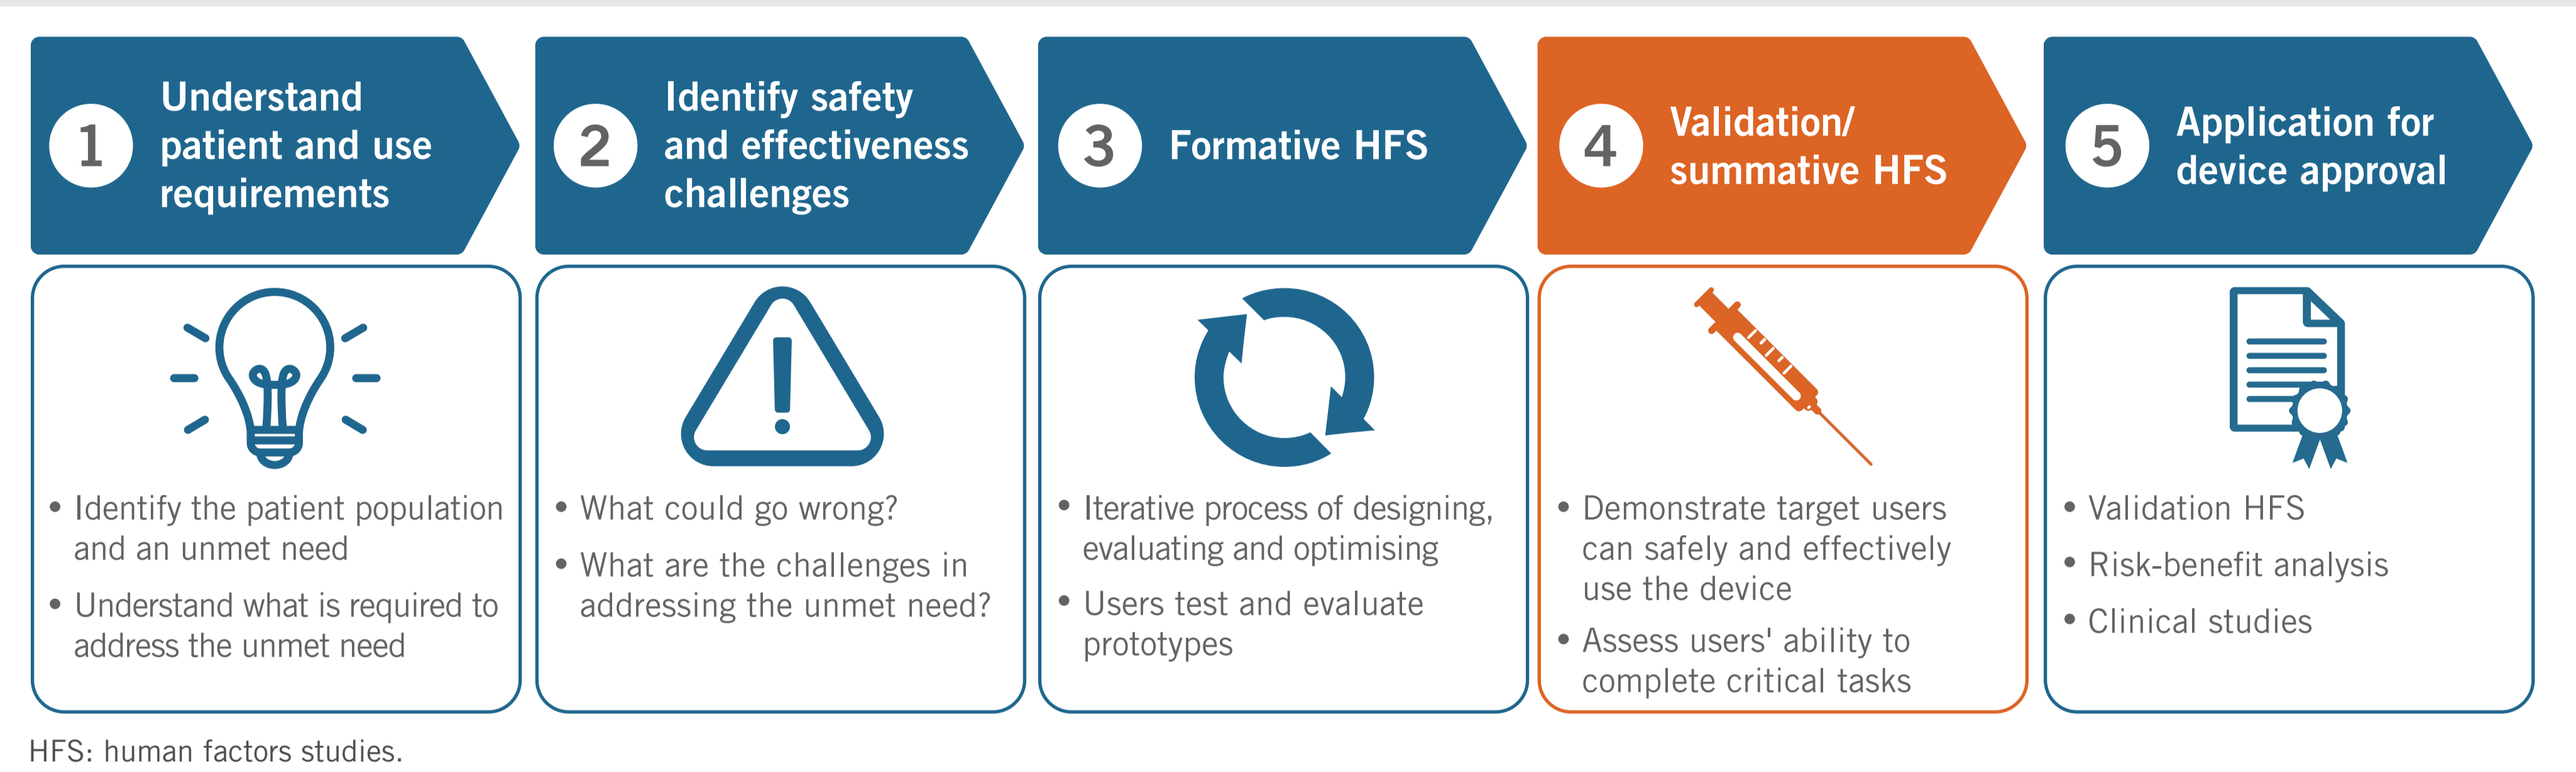 1
Understand
patient and use
requirements
• Identify the patient population
and an unmet need
• Understand what is required to
address the unmet need
2
Identify safety
and effectiveness
challenges
• What could go wrong?
• What are the challenges in
addressing the unmet need?
3
Formative HFS
• Iterative process of designing,
evaluating and optimising
• Users test and evaluate
prototypes
4
Validation/
summative HFS
• Demonstrate target users
can safely and effectively
use the device
• Assess users' ability to
complete critical tasks
5
Application for
device approval
• Validation HFS
• Risk-benefit analysis
• Clinical studies
HFS: human factors studies.